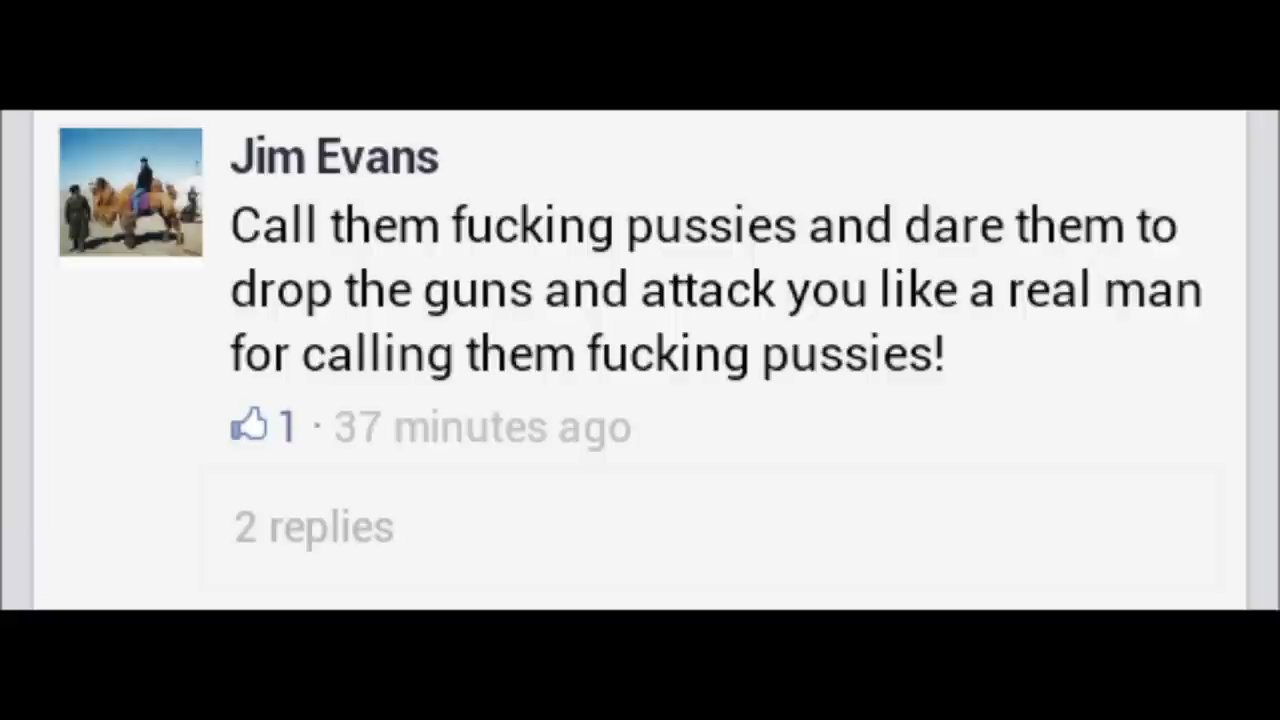 Jim Evans
Call them fucking pussies and dare them to
drop the guns and attack you like a real man
for calling them fucking pussies!
1 · 37 minutes ago
2 replies